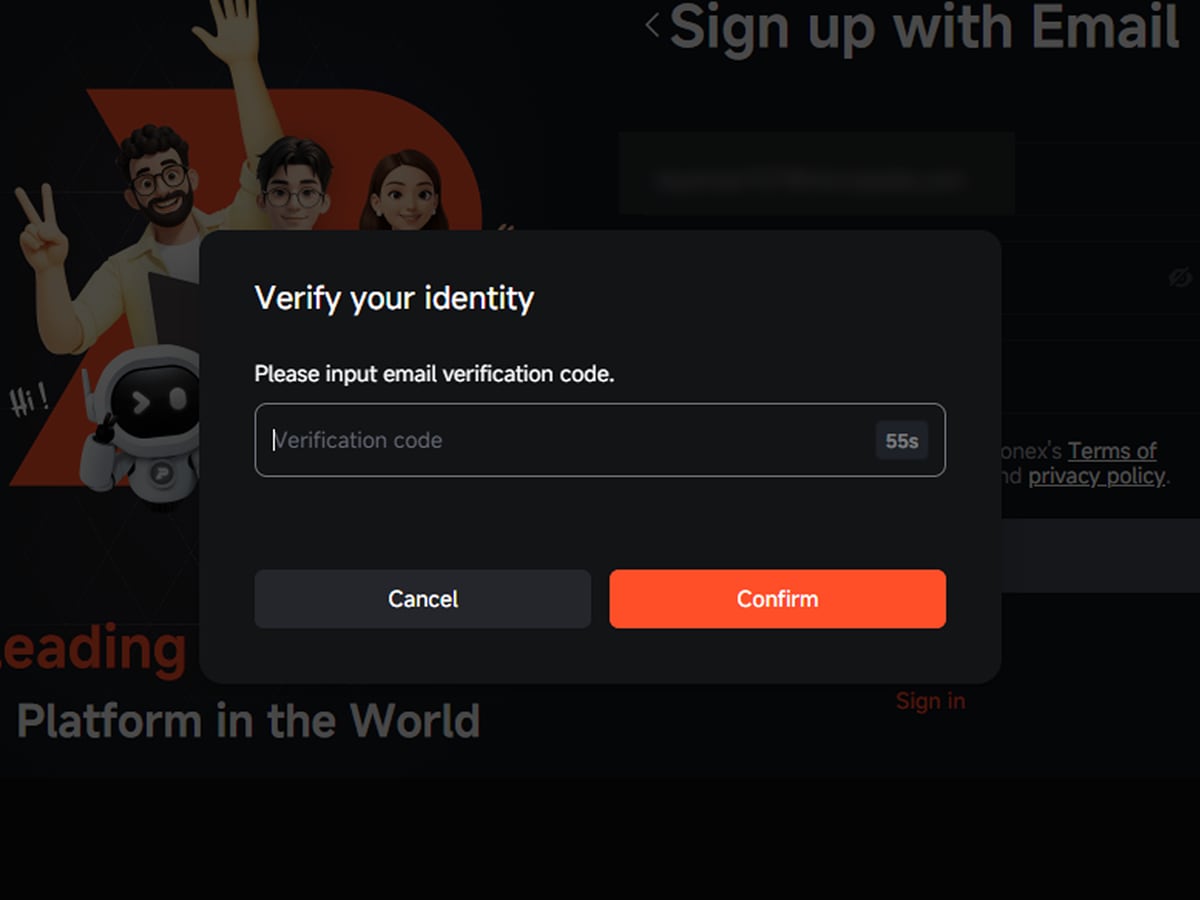 Sign up with Email
Hi!
Verify your identity
Please input email verification code.
Verification code
55s
onex's Terms of
nd privacy policy.
Cancel
Confirm
eading
Platform in the World
Sign in